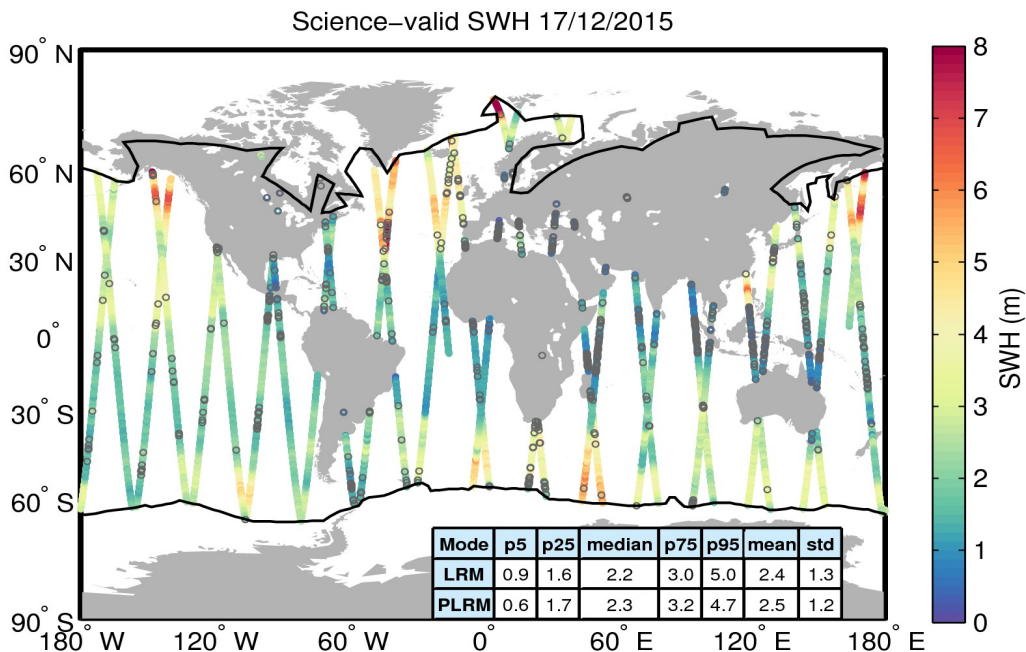 Science−valid SWH 17/12/2015
90° N
60° N
30° N
0°
30° S
60° S
90° S
180° W
120° W
60° W
0°
60° E
120° E
180° E
8
7
6
5
4
3
2
1
0
SWH (m)
Mode p5 p25 median p75 p95 mean std
LRM 0.9 1.6 2.2 3.0 5.0 2.4 1.3
PLRM 0.6 1.7 2.3 3.2 4.7 2.5 1.2